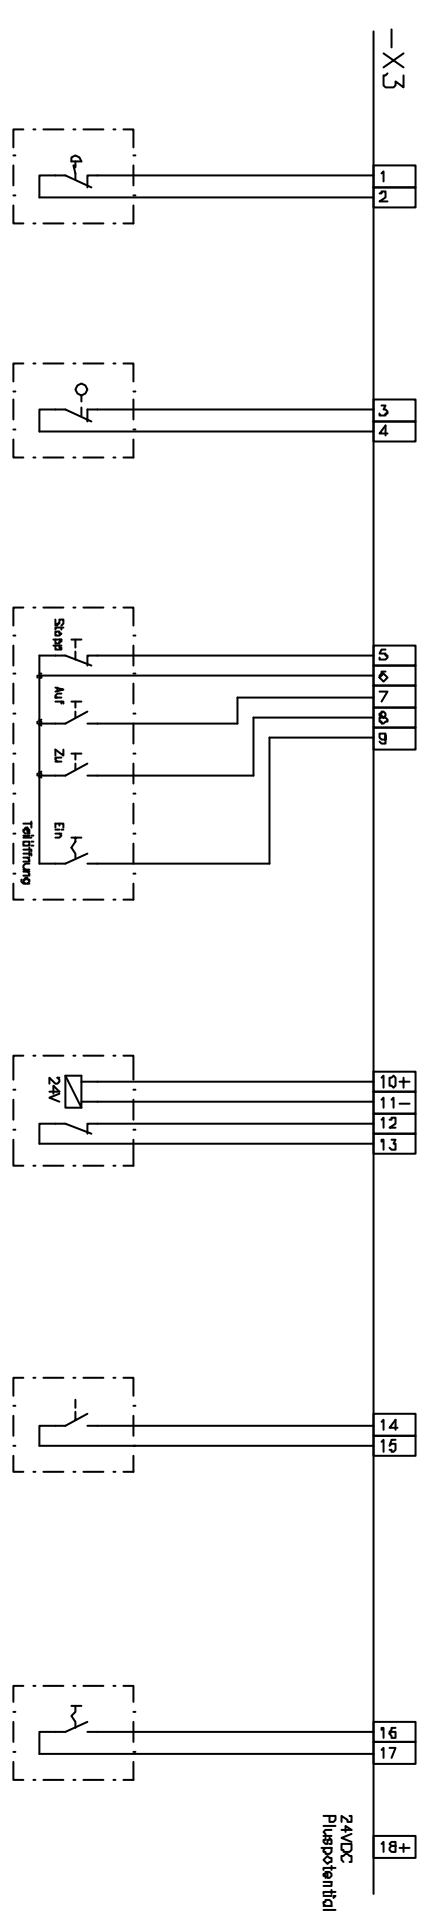 -X3
1
2
3
4
5
6
7
8
9
Stopp
Auf
Zu
Ein
Teilöffnung
10+
11-
12
13
24V
14
15
16
17
18+
24VDC
Pluspotential